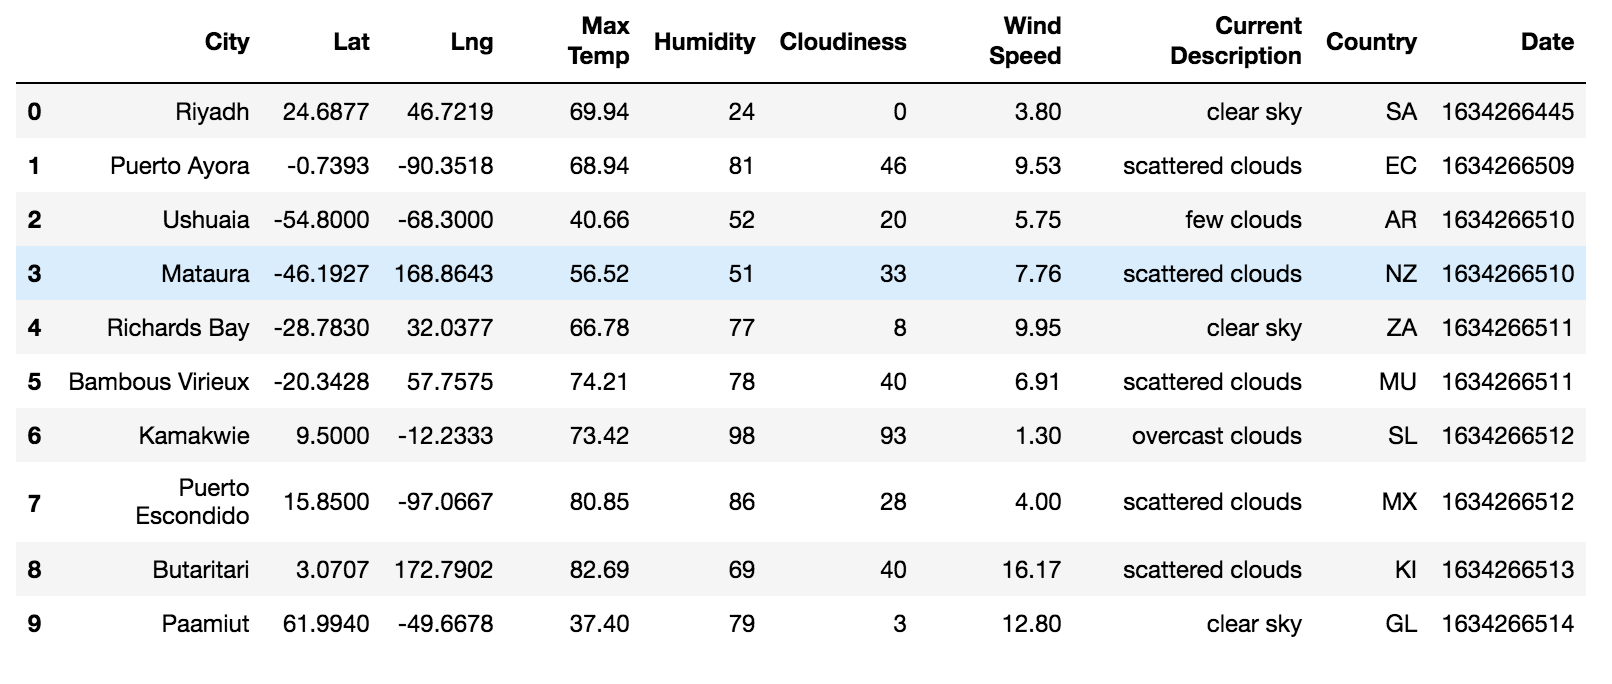 City Lat Lng Max Temp Humidity Cloudiness Wind Speed Current Description Country Date
0 Riyadh 24.6877 46.7219 69.94 24 0 3.80 clear sky SA 1634266445
1 Puerto Ayora -0.7393 -90.3518 68.94 81 46 9.53 scattered clouds EC 1634266509
2 Ushuaia -54.8000 -68.3000 40.66 52 20 5.75 few clouds AR 1634266510
3 Mataura -46.1927 168.8643 56.52 51 33 7.76 scattered clouds NZ 1634266510
4 Richards Bay -28.7830 32.0377 66.78 77 8 9.95 clear sky ZA 1634266511
5 Bambous Virieux -20.3428 57.7575 74.21 78 40 6.91 scattered clouds MU 1634266511
6 Kamakwie 9.5000 -12.2333 73.42 98 93 1.30 overcast clouds SL 1634266512
7 Puerto Escondido 15.8500 -97.0667 80.85 86 28 4.00 scattered clouds MX 1634266512
8 Butaritari 3.0707 172.7902 82.69 69 40 16.17 scattered clouds KI 1634266513
9 Paamiut 61.9940 -49.6678 37.40 79 3 12.80 clear sky GL 1634266514